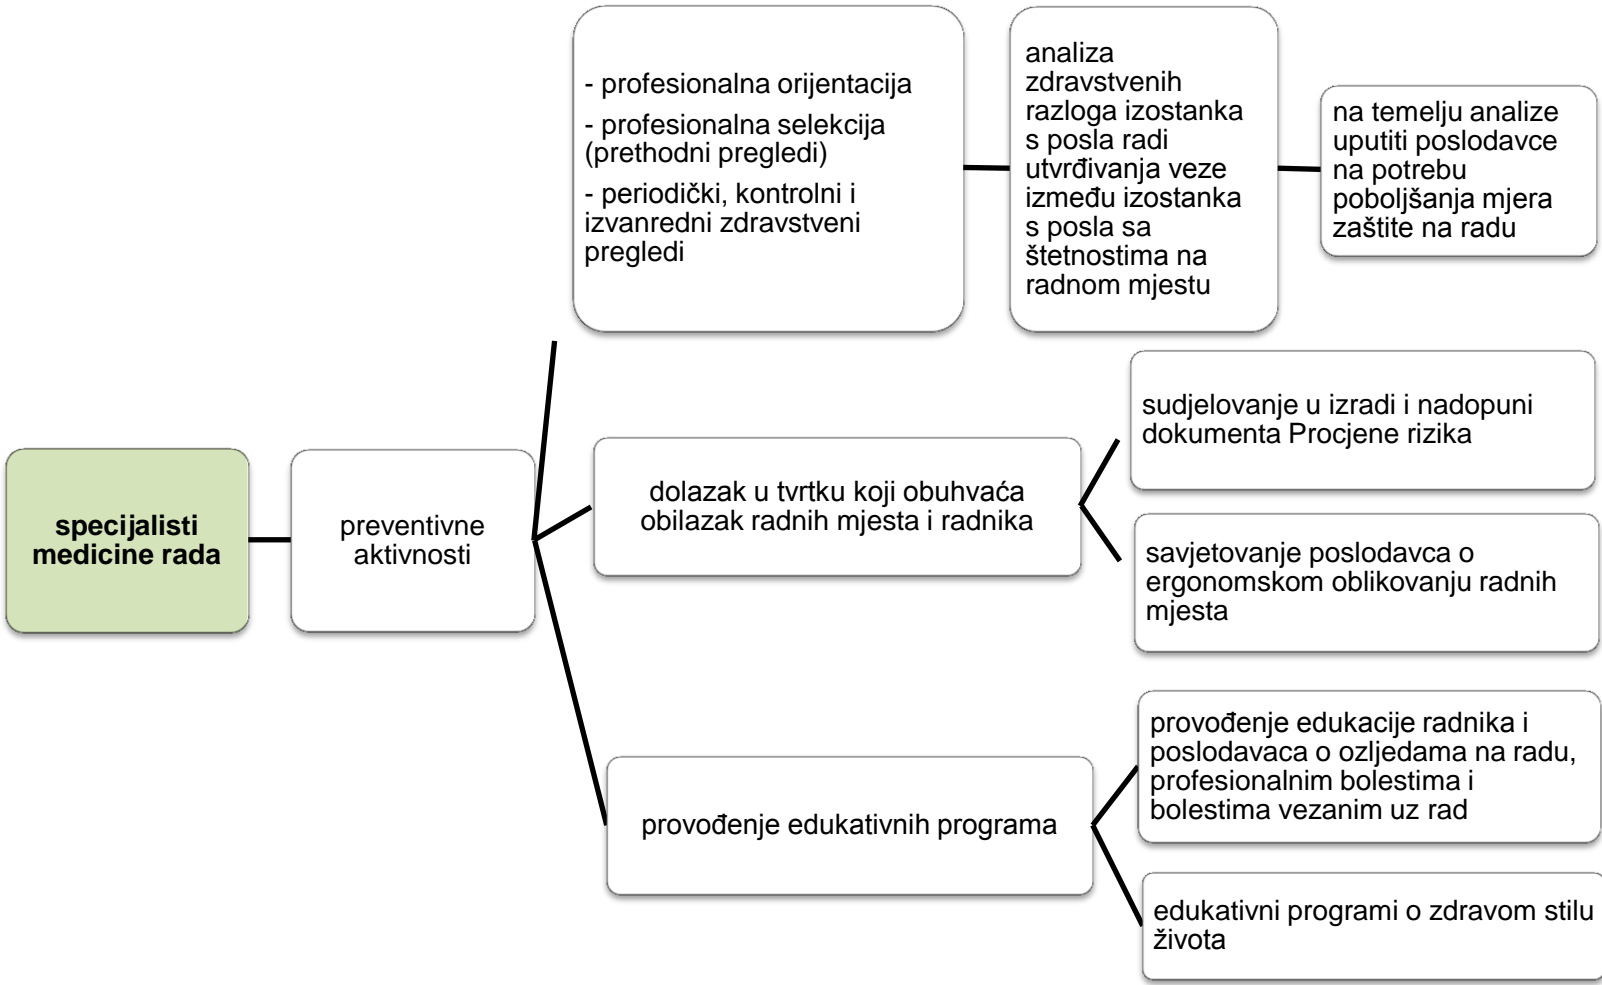 specijalisti
medicine rada
preventivne
aktivnosti
- profesionalna orijentacija
- profesionalna selekcija
(prethodni pregledi)
- periodički, kontrolni i
izvanredni zdravstveni
pregledi
analiza
zdravstvenih
razloga izostanka
s posla radi
utvrđivanja veze
između izostanka
s posla sa
štetnostima na
radnom mjestu
na temelju analize
uputiti poslodavce
na potrebu
poboljšanja mjera
zaštite na radu
dolazak u tvrtku koji obuhvaća
obilazak radnih mjesta i radnika
sudjelovanje u izradi i nadopuni
dokumenta Procjene rizika
savjetovanje poslodavca o
ergonomskom oblikovanju radnih
mjesta
provođenje edukativnih programa
provođenje edukacije radnika i
poslodavaca o ozljedama na radu,
profesionalnim bolestima i
bolestima vezanim uz rad
edukativni programi o zdravom stilu
života